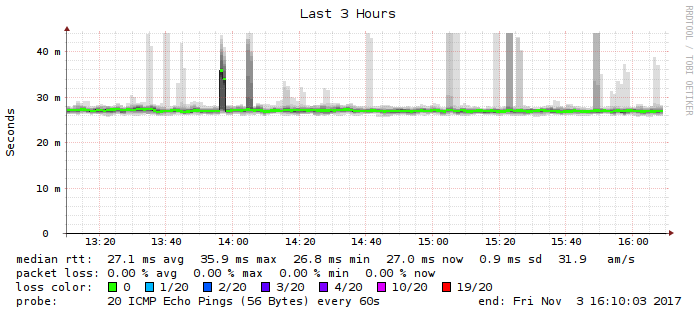 Last 3 Hours
RRDTOOL / TOBI OETIKER
Seconds
40 m
30 m
20 m
10 m
0
13:20 13:40 14:00 14:20 14:40 15:00 15:20 15:40 16:00
median rtt: 27.1 ms avg 35.9 ms max 26.8 ms min 27.0 ms now 0.9 ms sd 31.9 am/s
packet loss: 0.00 % avg 0.00 % max 0.00 % min 0.00 % now
loss color: 0 1/20 2/20 3/20 4/20 10/20 19/20
probe: 20 ICMP Echo Pings (56 Bytes) every 60s end: Fri Nov 3 16:10:03 2017